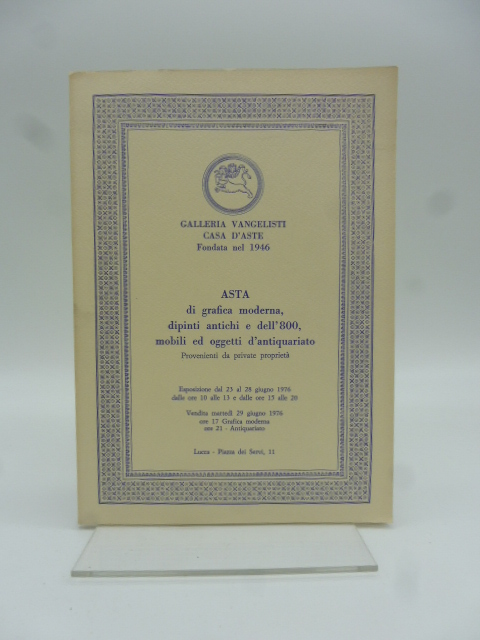 GALLERIA VANGELISTI
CASA D'ASTE
Fondata nel 1946
ASTA
di grafica moderna,
dipinti antichi e dell'800,
mobili ed oggetti d'antiquariato
Provenienti da private proprietà
Esposizione dal 23 al 28 giugno 1976
dalle ore 10 alle 13 e dalle ore 15 alle 20
Vendita martedì 29 giugno 1976
ore 17 Grafica moderna
ore 21 - Antiquariato
Lucca - Piazza dei Servi, 11